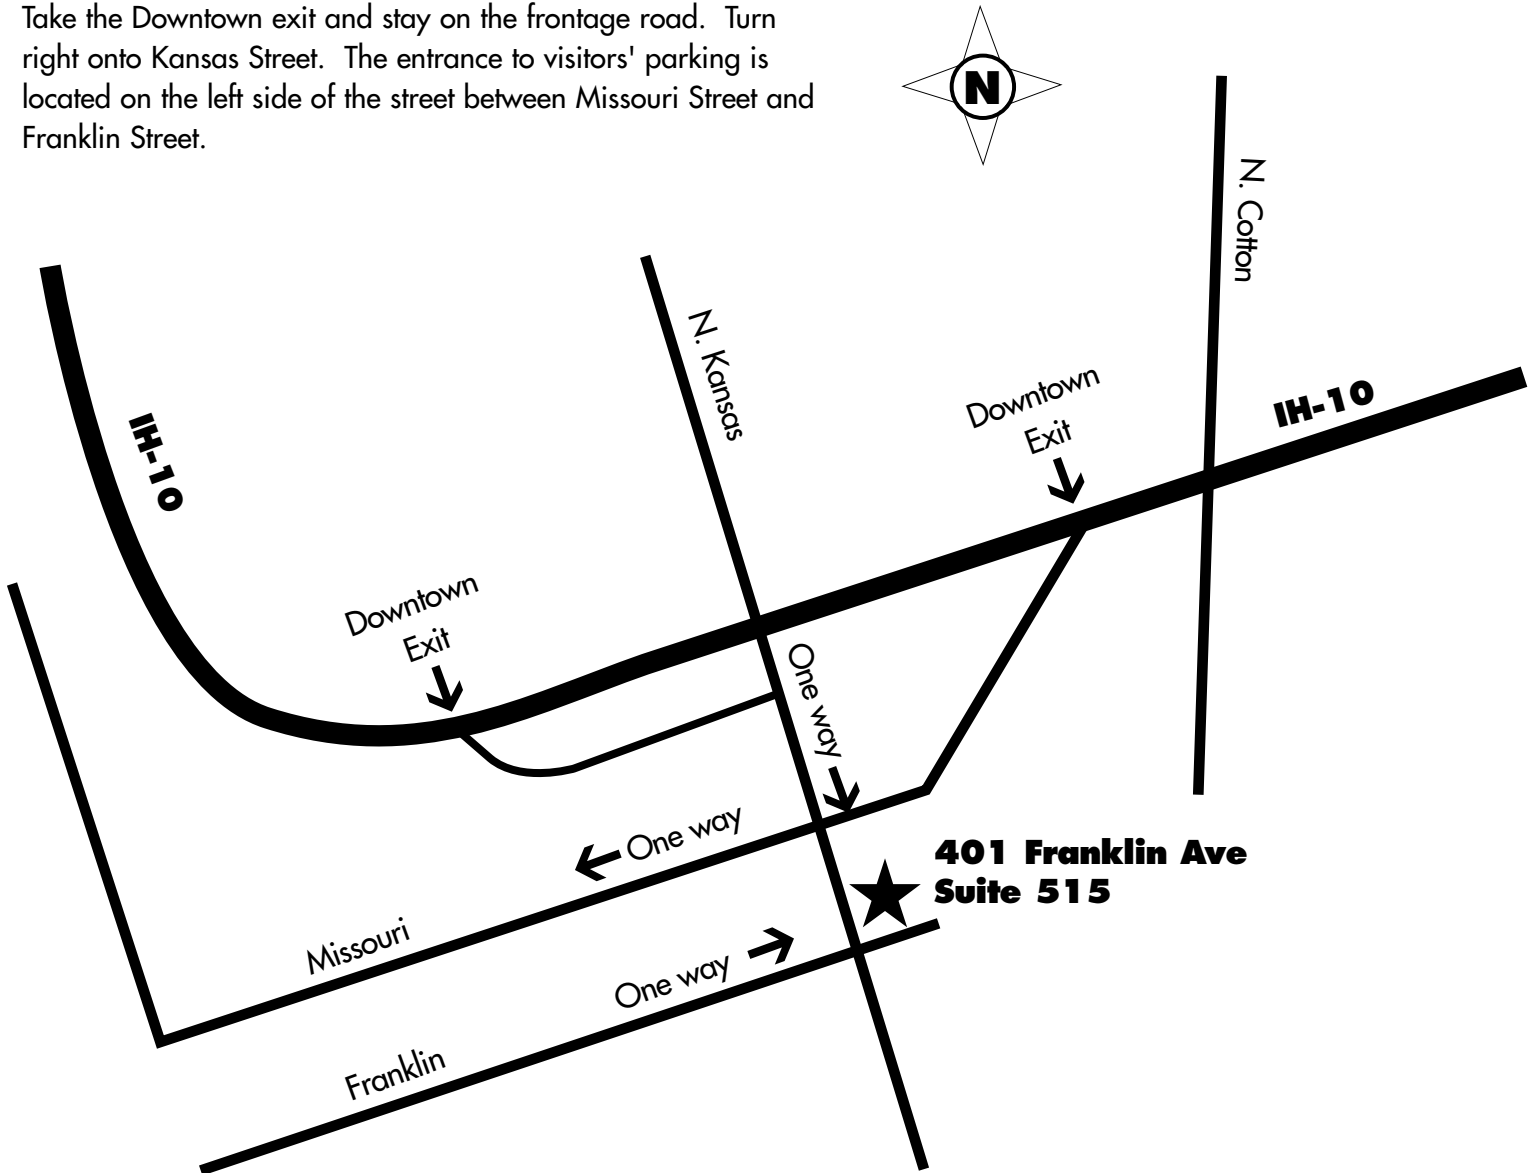 Take the Downtown exit and stay on the frontage road.  Turn
right onto Kansas Street.  The entrance to visitors' parking is
located on the left side of the street between Missouri Street and
Franklin Street.
N
N. Cotton
N. Kansas
Downtown
Exit
IH-10
IH-10
Downtown
Exit
One way
One way
401 Franklin Ave
Suite 515
Missouri
One way
Franklin